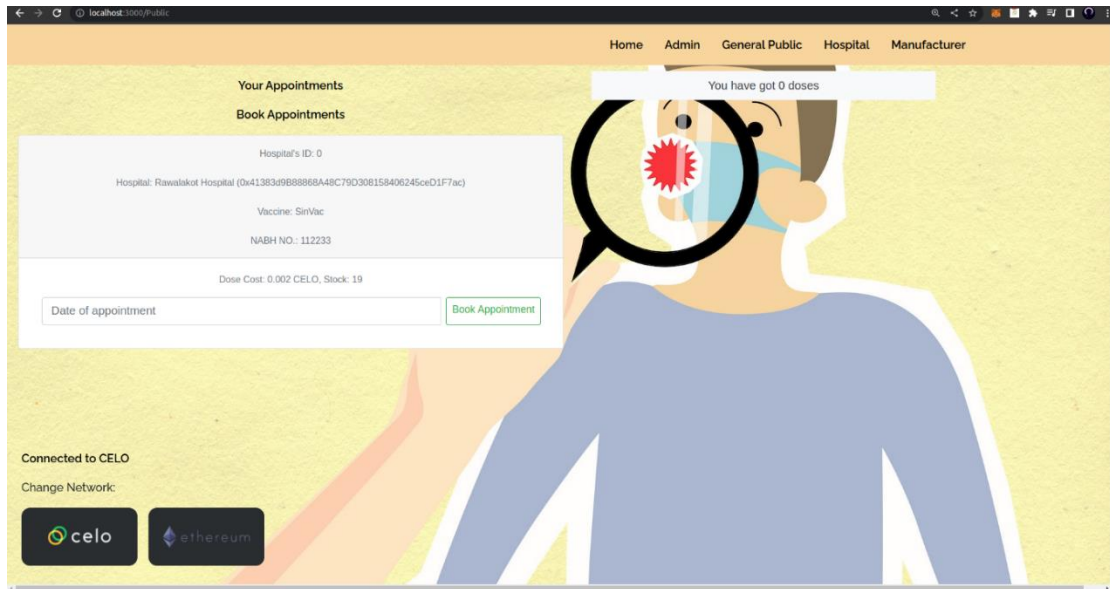 localhost:3000/Public
Home Admin General Public Hospital Manufacturer
Your Appointments
You have got 0 doses
Book Appointments
Hospital's ID: 0
Hospital: Rawalakot Hospital (0x41383d9B88868A48C79D308158406245ceD1F7ac)
Vaccine: SinVac
NABH NO.: 112233
Dose Cost: 0.002 CELO, Stock: 19
Date of appointment
Book Appointment
Connected to CELO
Change Network:
celo
ethereum